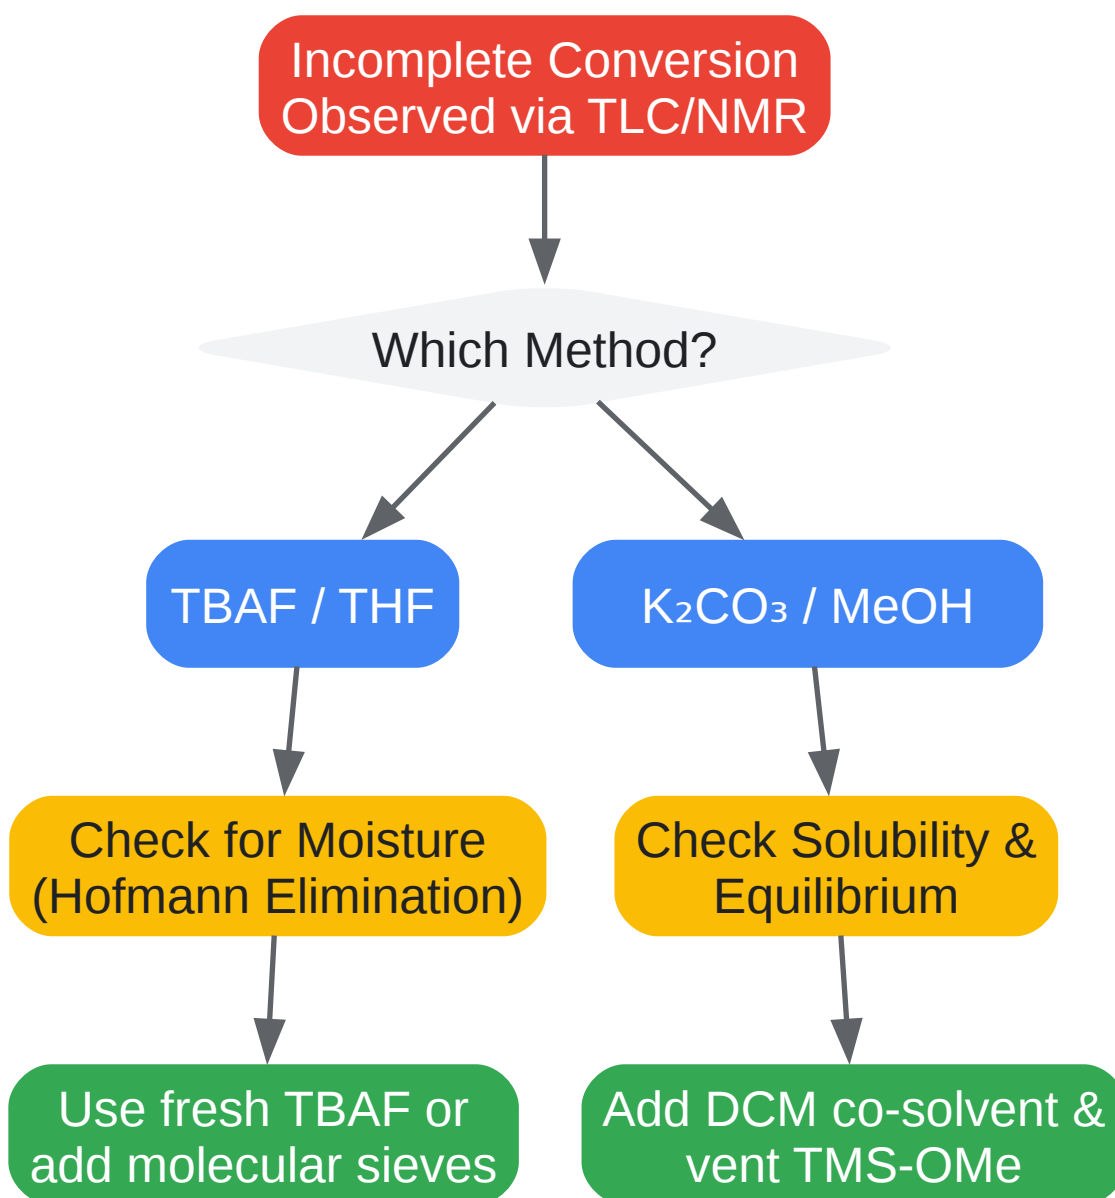 Incomplete Conversion
Observed via TLC/NMR
Which Method?
TBAF / THF
K₂CO₃ / MeOH
Check for Moisture
(Hofmann Elimination)
Check Solubility &
Equilibrium
Use fresh TBAF or
add molecular sieves
Add DCM co-solvent &
vent TMS-OMe